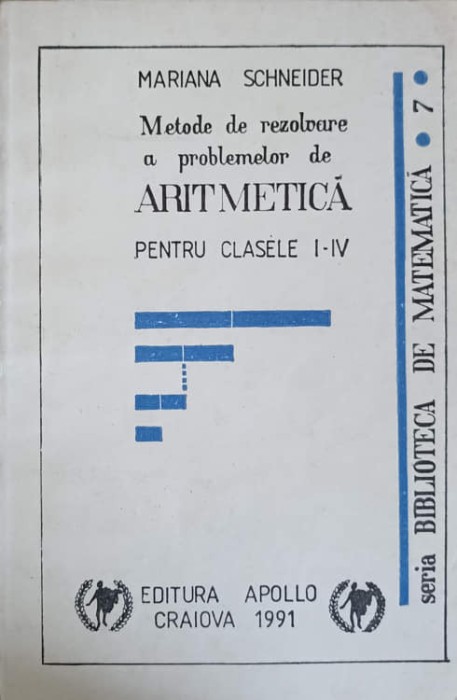 MARIANA SCHNEIDER
Metode de rezolvare
a problemelor de
ARITMETICĂ
PENTRU CLASELE I-IV
EDITURA APOLLO
CRAIOVA 1991
seria BIBLIOTECA DE MATEMATICĂ • 7 •